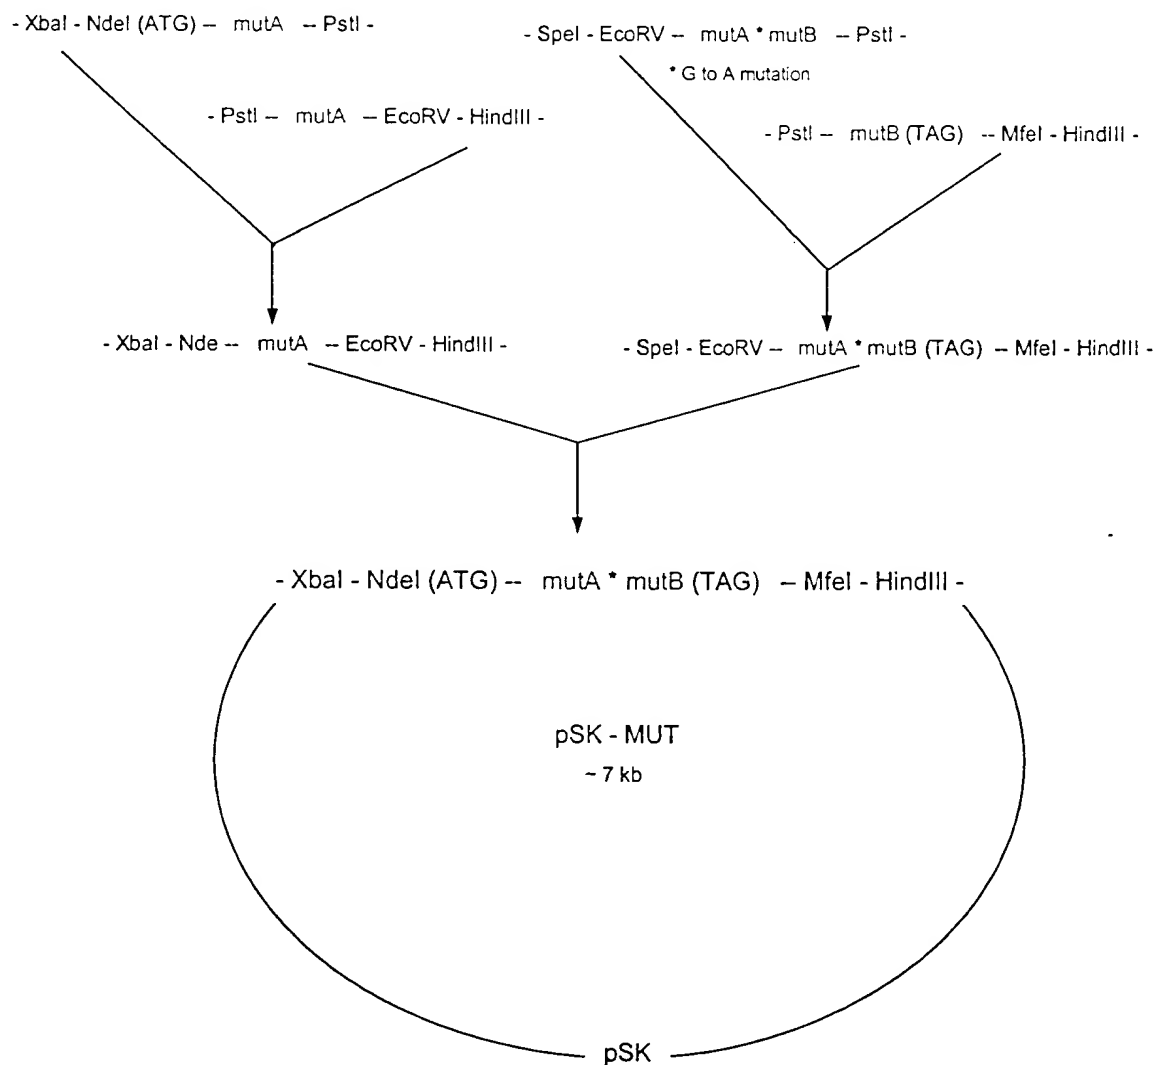 - XbaI - NdeI (ATG) -- mutA -- PstI -
- SpeI - EcoRV -- mutA * mutB -- PstI -
* G to A mutation
- PstI -- mutA -- EcoRV - HindIII -
- PstI -- mutB (TAG) -- MfeI - HindIII -
- XbaI - Nde -- mutA -- EcoRV - HindIII -
- SpeI - EcoRV -- mutA * mutB (TAG) -- MfeI - HindIII -
- XbaI - NdeI (ATG) -- mutA * mutB (TAG) -- MfeI - HindIII -
pSK - MUT
~ 7 kb
pSK